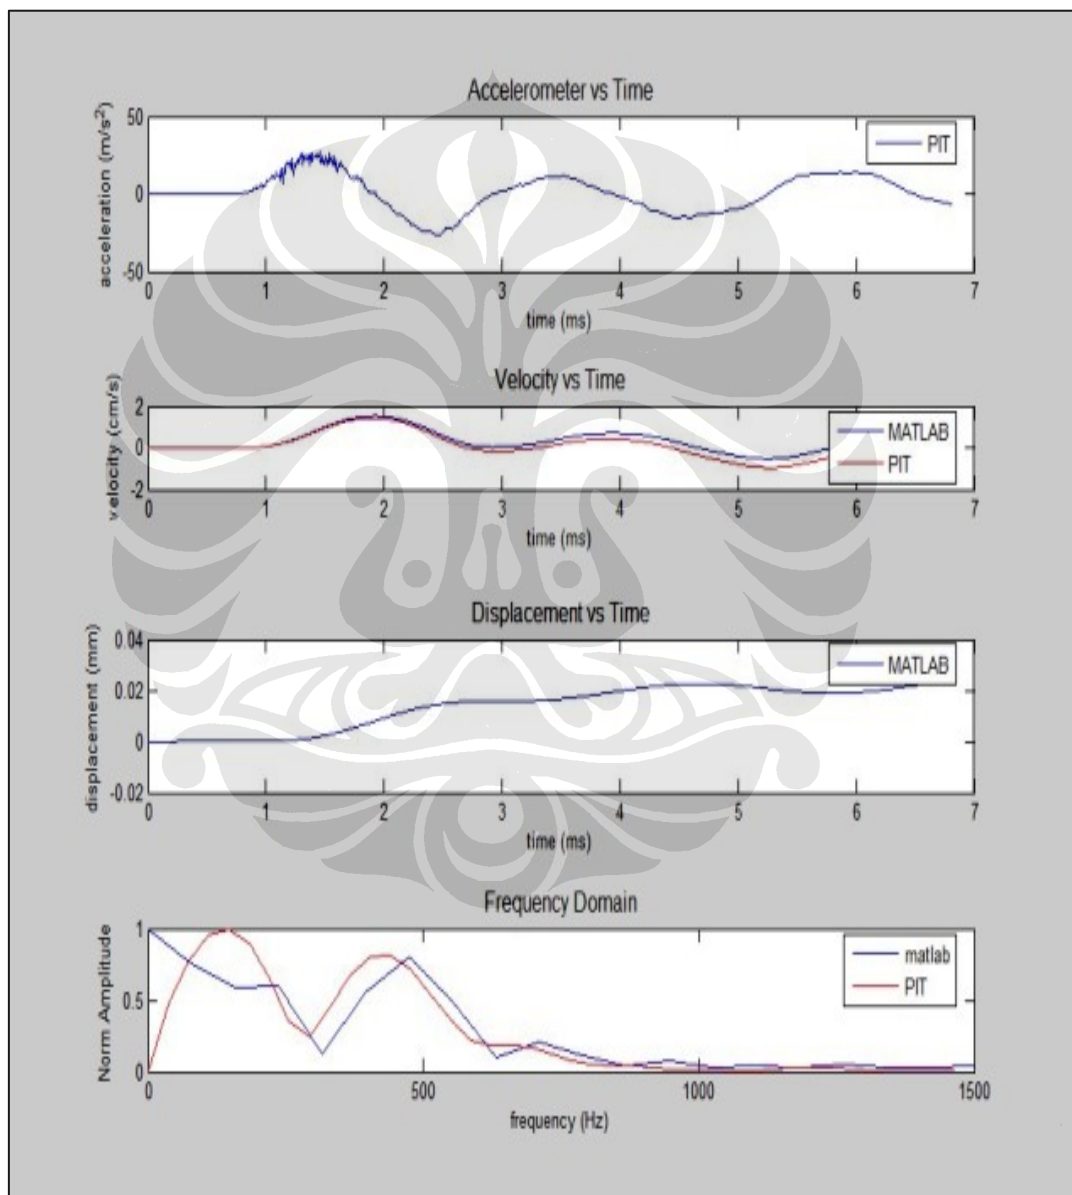 Accelerometer vs Time
acceleration (m/s²)
50
0
-50
PIT
0 1 2 3 4 5 6 7
time (ms)
Velocity vs Time
velocity (cm/s)
2
0
-2
MATLAB
PIT
0 1 2 3 4 5 6 7
time (ms)
Displacement vs Time
displacement (mm)
0.04
0.02
0
-0.02
MATLAB
0 1 2 3 4 5 6 7
time (ms)
Frequency Domain
Norm Amplitude
1
0.5
0
matlab
PIT
0 500 1000 1500
frequency (Hz)